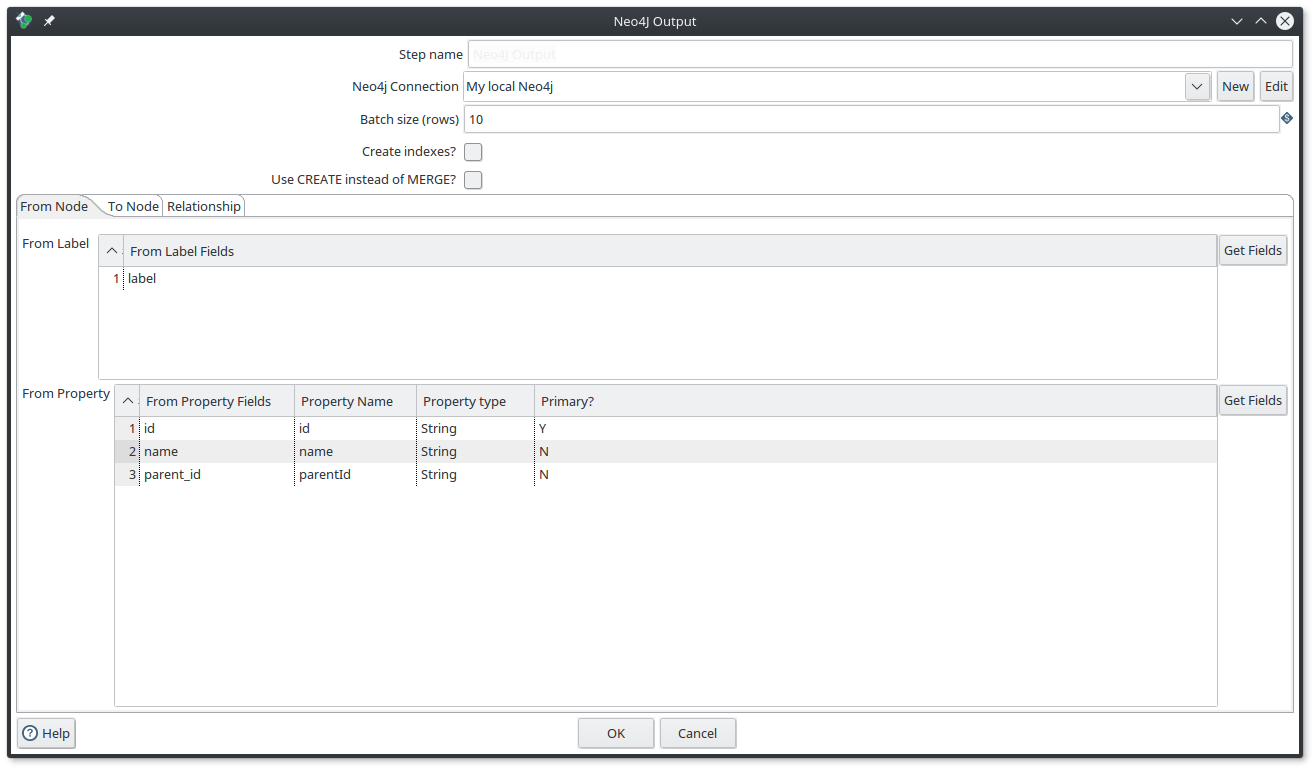 Neo4J Output
Step name Neo4J Output
Neo4j Connection My local Neo4j New Edit
Batch size (rows) 10
Create indexes?
Use CREATE instead of MERGE?
From Node To Node Relationship
From Label From Label Fields Get Fields
1 label
From Property From Property Fields Property Name Property type Primary? Get Fields
1 id id String Y
2 name name String N
3 parent_id parentId String N
Help OK Cancel